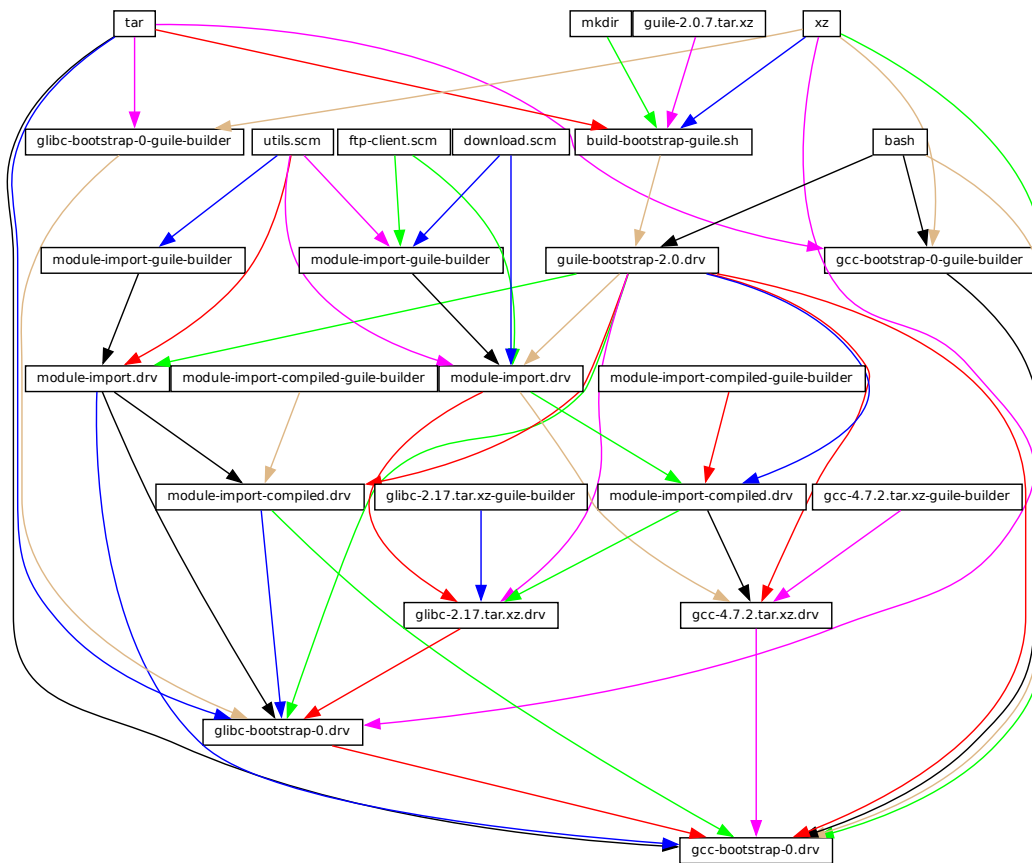 tar
mkdir
guile-2.0.7.tar.xz
xz
glibc-bootstrap-0-guile-builder
utils.scm
ftp-client.scm
download.scm
build-bootstrap-guile.sh
bash
module-import-guile-builder
module-import-guile-builder
guile-bootstrap-2.0.drv
gcc-bootstrap-0-guile-builder
module-import.drv
module-import-compiled-guile-builder
module-import.drv
module-import-compiled-guile-builder
module-import-compiled.drv
glibc-2.17.tar.xz-guile-builder
module-import-compiled.drv
gcc-4.7.2.tar.xz-guile-builder
glibc-2.17.tar.xz.drv
gcc-4.7.2.tar.xz.drv
glibc-bootstrap-0.drv
gcc-bootstrap-0.drv